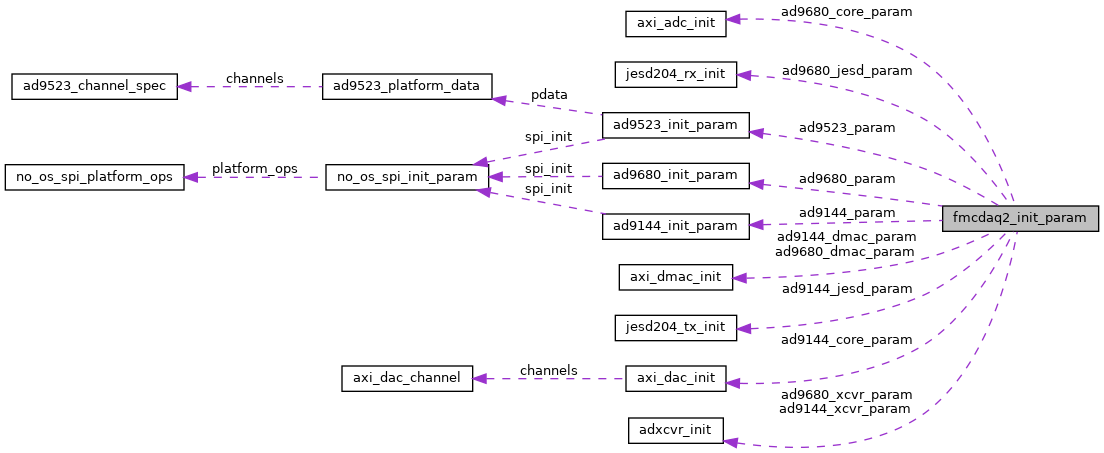 ad9680_core_param
axi_adc_init
jesd204_rx_init
ad9680_jesd_param
ad9523_channel_spec
channels
ad9523_platform_data
pdata
ad9523_init_param
ad9523_param
spi_init
no_os_spi_platform_ops
platform_ops
no_os_spi_init_param
spi_init
spi_init
ad9680_init_param
ad9680_param
ad9144_init_param
ad9144_param
fmcdaq2_init_param
ad9144_dmac_param
ad9680_dmac_param
axi_dmac_init
ad9144_jesd_param
jesd204_tx_init
ad9144_core_param
axi_dac_channel
channels
axi_dac_init
ad9680_xcvr_param
ad9144_xcvr_param
adxcvr_init